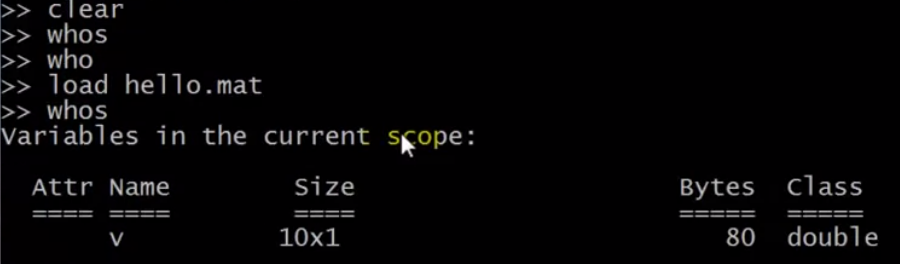 >> clear
>> whos
>> who
>> load hello.mat
>> whos
Variables in the current scope:
Attr Name Size Bytes Class
==== ==== ==== ===== =====
v 10x1 80 double